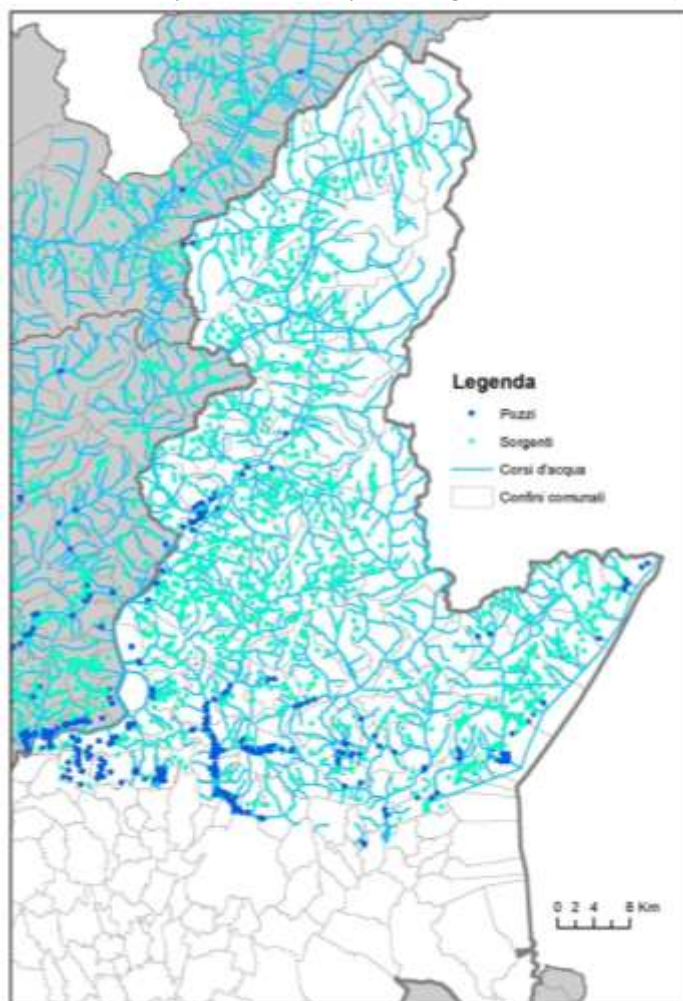 Legenda
Pozzi
Sorgenti
Corsi d'acqua
Confini comunali
0 2 4 8 Km